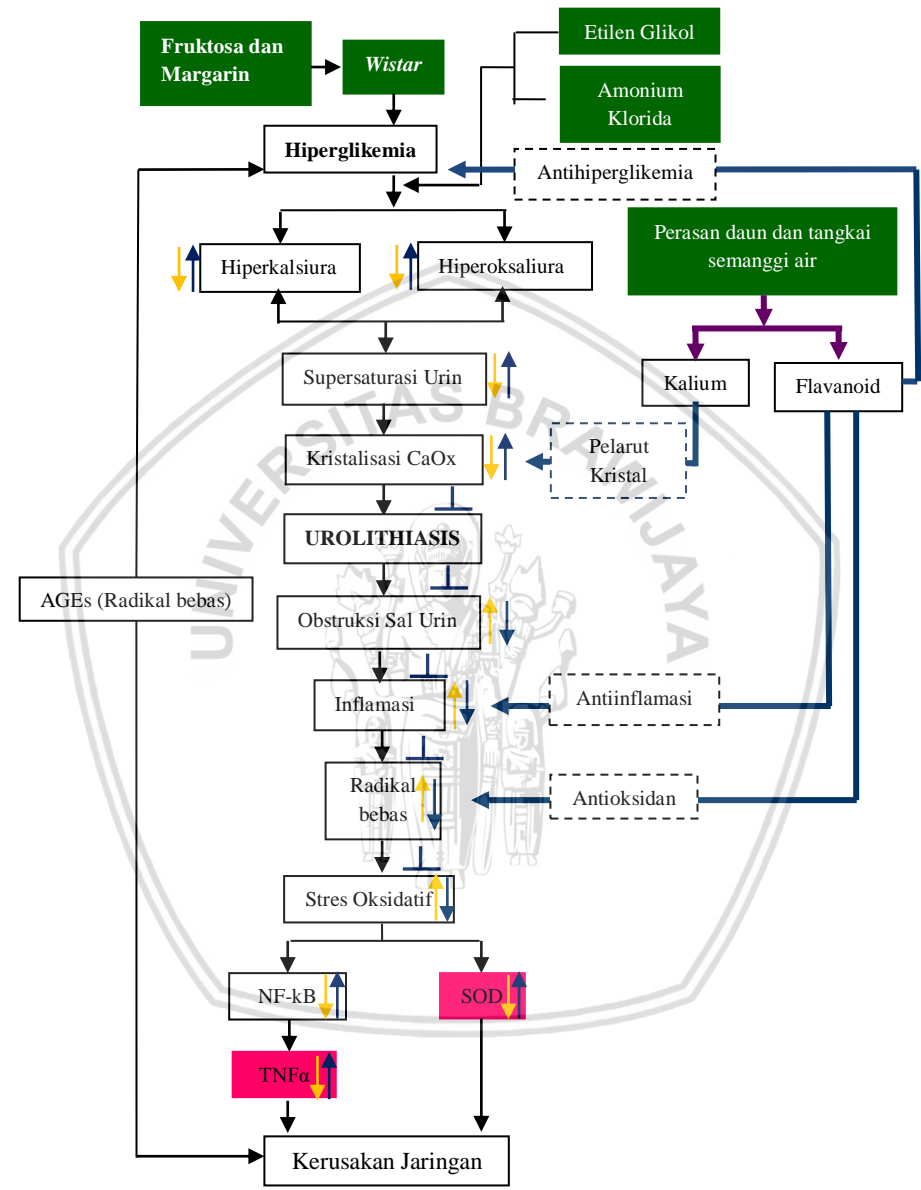 Fruktosa dan
Margarin
Wistar
Etilen Glikol
Amonium
Klorida
Hiperglikemia
Antihiperglikemia
Perasan daun dan tangkai
semanggi air
Hiperkalsiura
Hiperoksaliura
Supersaturasi Urin
Kalium
Flavanoid
Kristalisasi CaOx
Pelarut
Kristal
UROLITHIASIS
AGEs (Radikal bebas)
Obstruksi Sal Urin
Inflamasi
Antiinflamasi
Radikal
bebas
Antioksidan
Stres Oksidatif
NF-kB
SOD
TNFα
Kerusakan Jaringan
UNIVERSITAS BRAWIJAYA